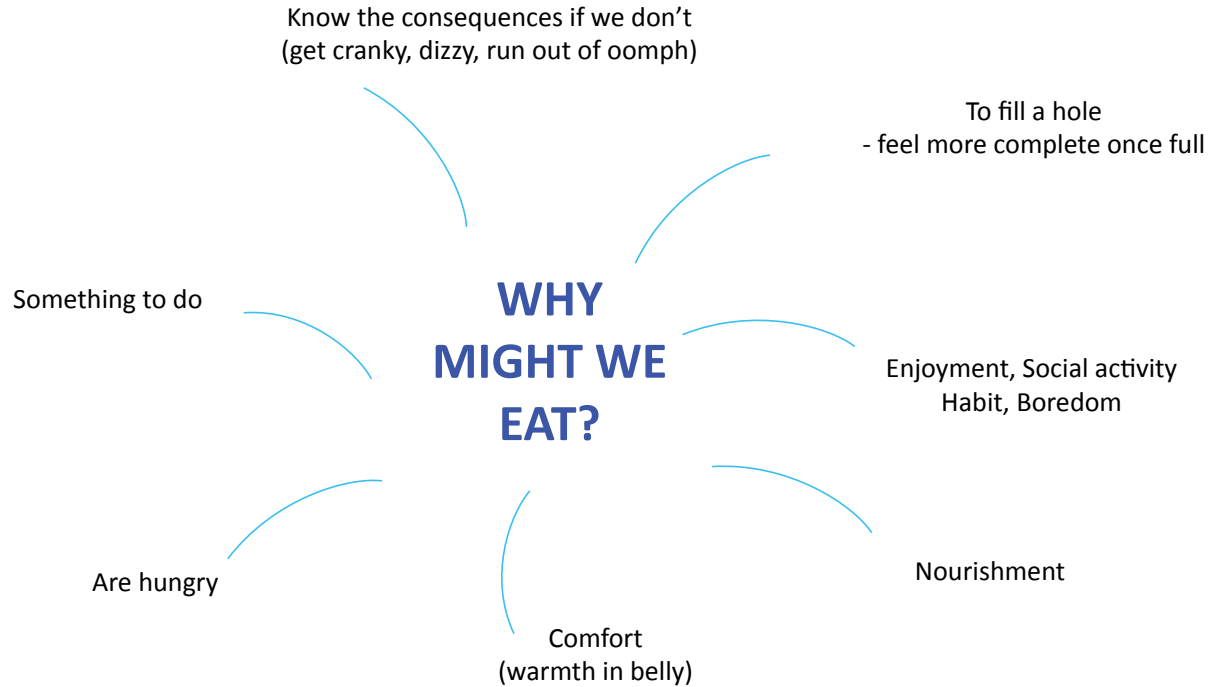 Know the consequences if we don’t
(get cranky, dizzy, run out of oomph)
To fill a hole
- feel more complete once full
Something to do
WHY
MIGHT WE
EAT?
Enjoyment, Social activity
Habit, Boredom
Are hungry
Nourishment
Comfort
(warmth in belly)